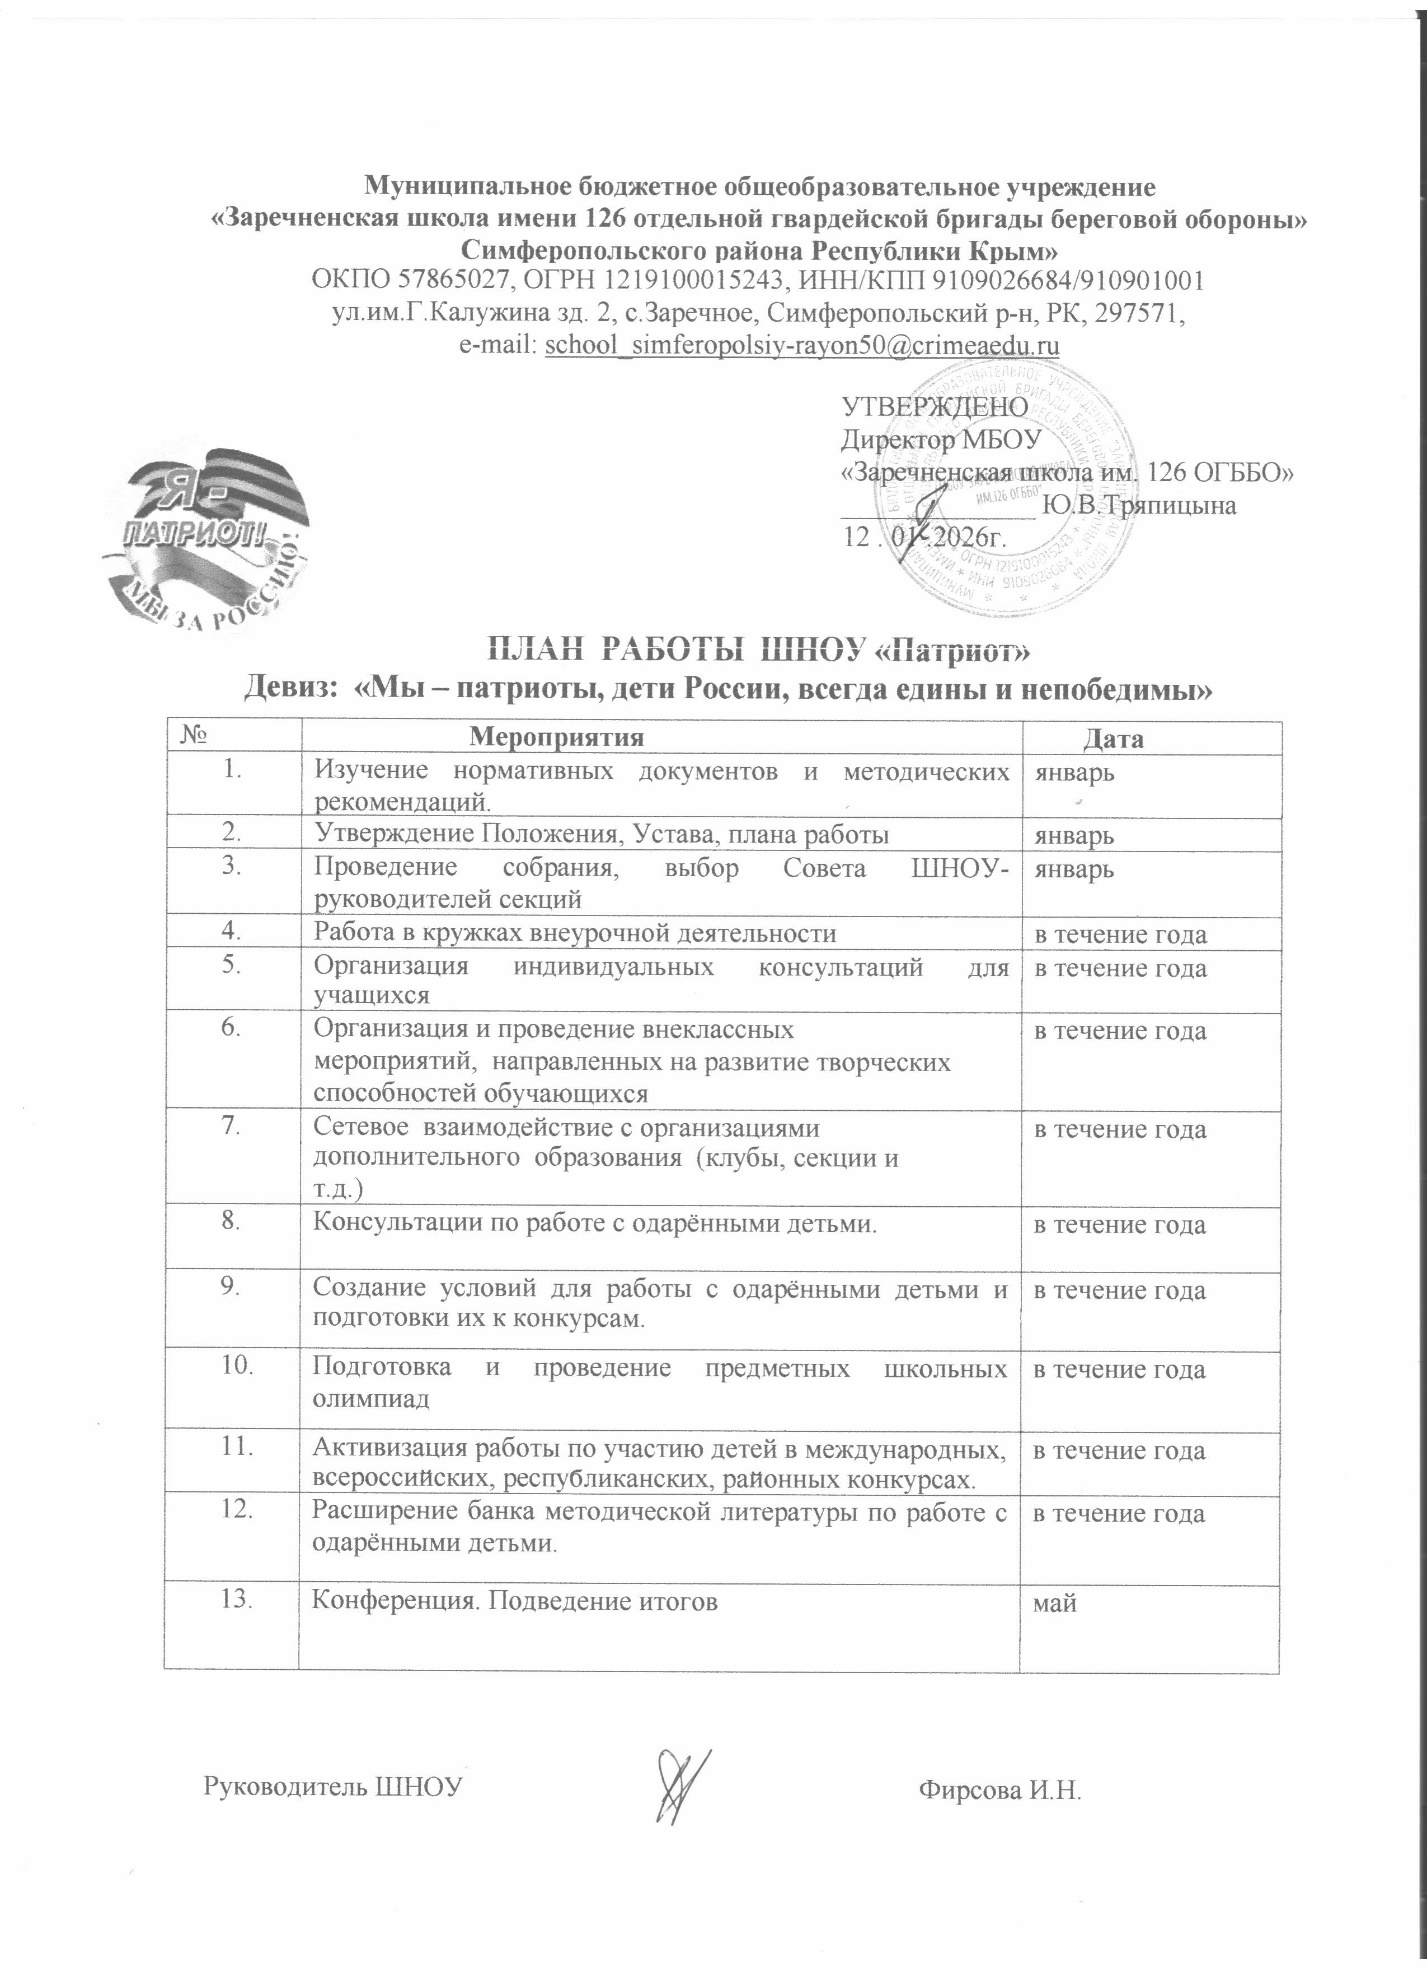 Муниципальное бюджетное общеобразовательное учреждение
«Заречненская школа имени 126 отдельной гвардейской бригады береговой обороны»
Симферопольского района Республики Крым»
ОКПО 57865027, ОГРН 1219100015243, ИНН/КПП 9109026684/910901001
ул.им.Г.Калужина зд. 2, с.Заречное, Симферопольский р-н, РК, 297571,
e-mail: school_simferopolsiy-rayon50@crimeaedu.ru
УТВЕРЖДЕНО
Директор МБОУ
«Заречненская школа им. 126 ОГББО»
Ю.В.Тряпицына
12 . 01 .2026г.
ИМ.126 ОГББО"
ОГРН 1219100015243
ИНН 9109026684
Я -
ПАТРИОТ!
МЫ ЗА РОССИЮ!
ПЛАН РАБОТЫ ШНОУ «Патриот»
Девиз: «Мы – патриоты, дети России, всегда едины и непобедимы»
№ Мероприятия Дата
1. Изучение нормативных документов и методических январь
рекомендаций.
2. Утверждение Положения, Устава, плана работы январь
3. Проведение собрания, выбор Совета ШНОУ- январь
руководителей секций
4. Работа в кружках внеурочной деятельности в течение года
5. Организация индивидуальных консультаций для в течение года
учащихся
6. Организация и проведение внеклассных в течение года
мероприятий, направленных на развитие творческих
способностей обучающихся
7. Сетевое взаимодействие с организациями в течение года
дополнительного образования (клубы, секции и
т.д.)
8. Консультации по работе с одарёнными детьми. в течение года
9. Создание условий для работы с одарёнными детьми и в течение года
подготовки их к конкурсам.
10. Подготовка и проведение предметных школьных в течение года
олимпиад
11. Активизация работы по участию детей в международных, в течение года
всероссийских, республиканских, районных конкурсах.
12. Расширение банка методической литературы по работе с в течение года
одарёнными детьми.
13. Конференция. Подведение итогов май
Руководитель ШНОУ Фирсова И.Н.